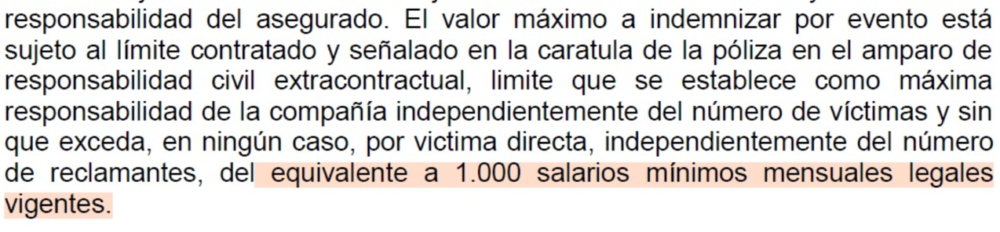 responsabilidad del asegurado. El valor máximo a indemnizar por evento está
sujeto al límite contratado y señalado en la caratula de la póliza en el amparo de
responsabilidad civil extracontractual, limite que se establece como máxima
responsabilidad de la compañía independientemente del número de víctimas y sin
que exceda, en ningún caso, por victima directa, independientemente del número
de reclamantes, del equivalente a 1.000 salarios mínimos mensuales legales
vigentes.